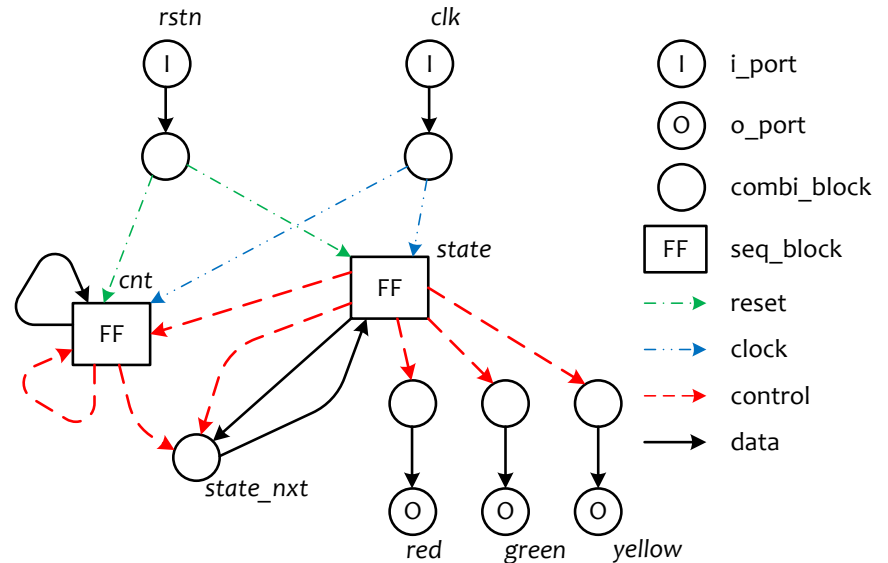 rstn
clk
I
I
I
i_port
O
o_port
combi_block
state
FF
seq_block
cnt
FF
FF
reset
clock
control
data
state_nxt
O
O
O
red
green
yellow